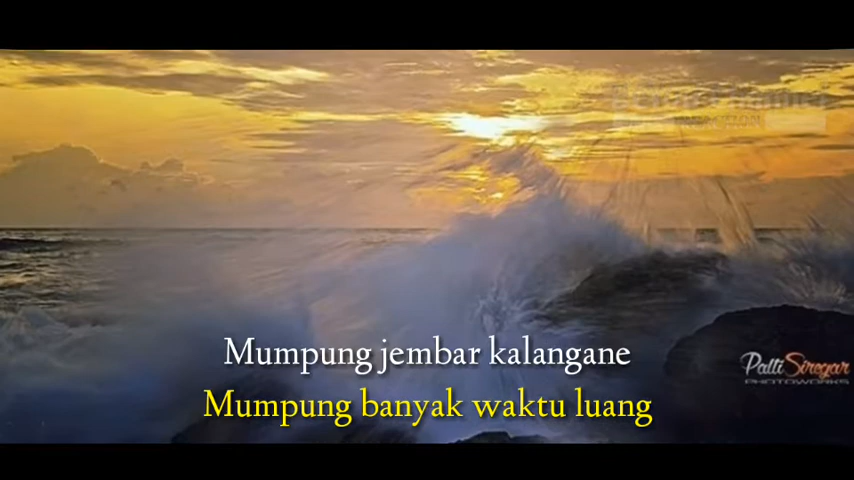 Mumpung jembar kalangane
Mumpung banyak waktu luang
Palti Siregar
PHOTOWORKS